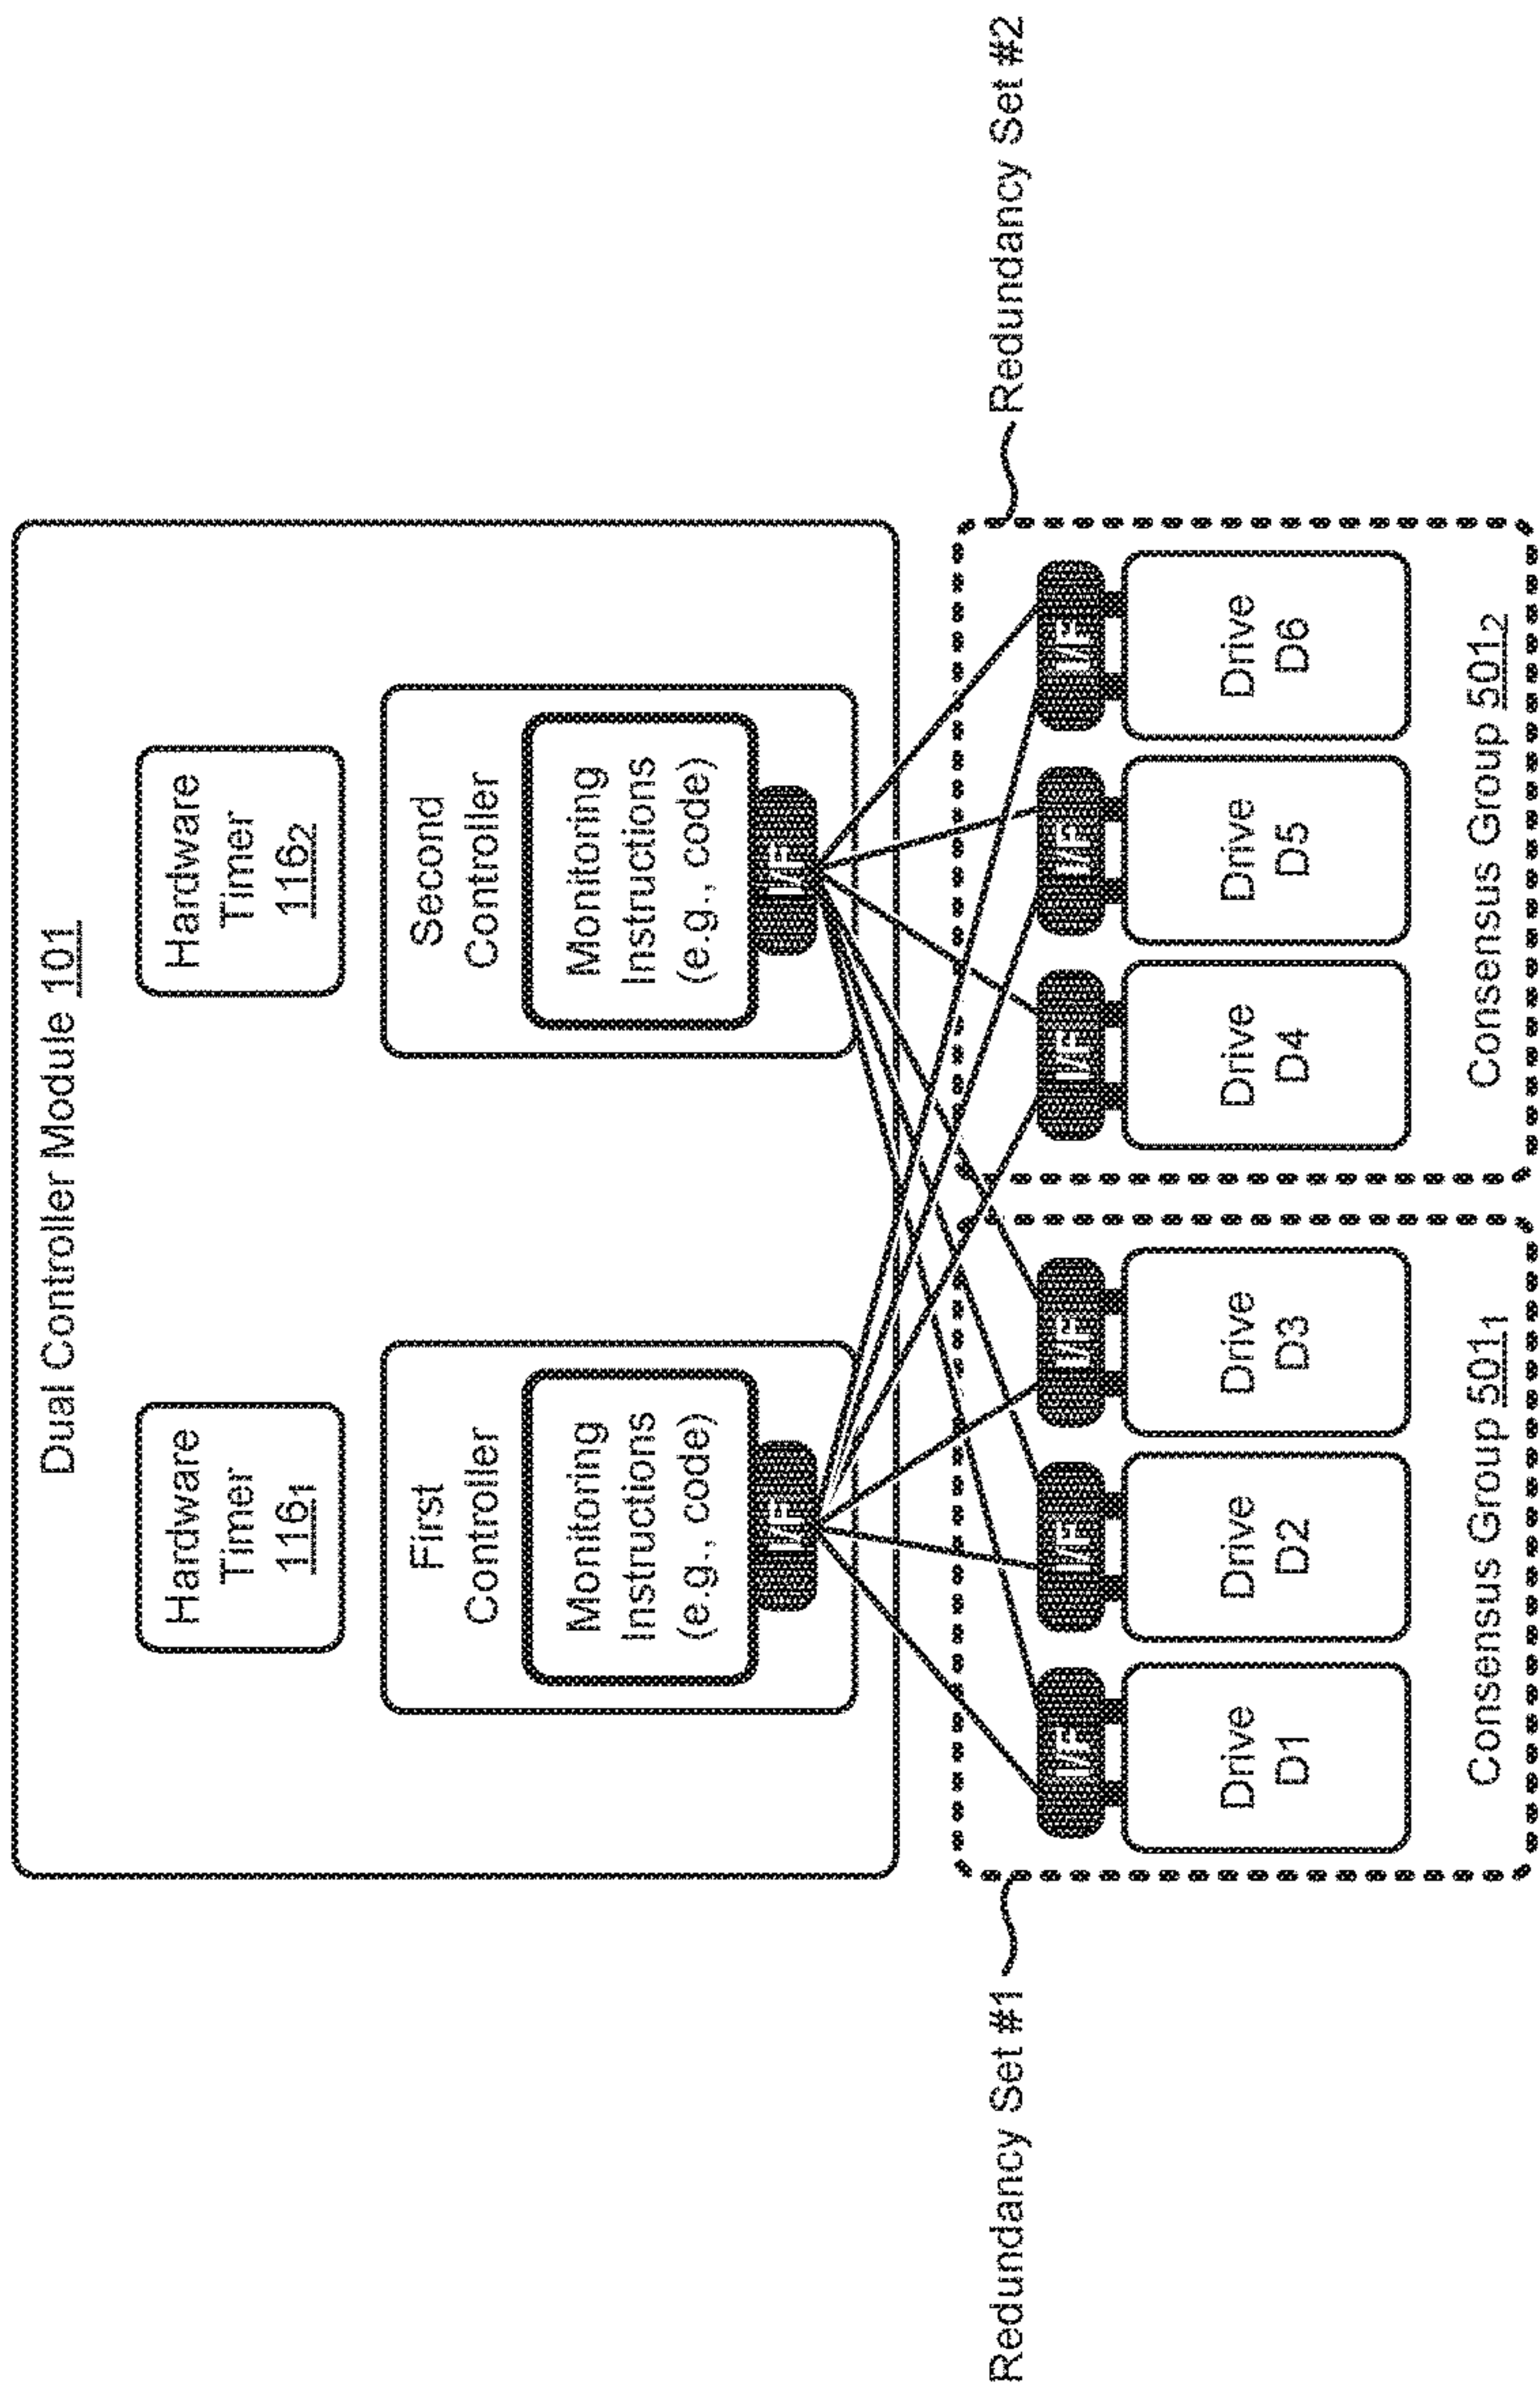 Dual Controller Module 101
Hardware
Timer
116₁
Hardware
Timer
116₂
First
Controller
Monitoring
Instructions
(e.g., code)
I/F
Second
Controller
Monitoring
Instructions
(e.g., code)
I/F
Redundancy Set #1
Redundancy Set #2
I/F
I/F
I/F
I/F
I/F
I/F
Drive
D1
Drive
D2
Drive
D3
Drive
D4
Drive
D5
Drive
D6
Consensus Group 501₁
Consensus Group 501₂